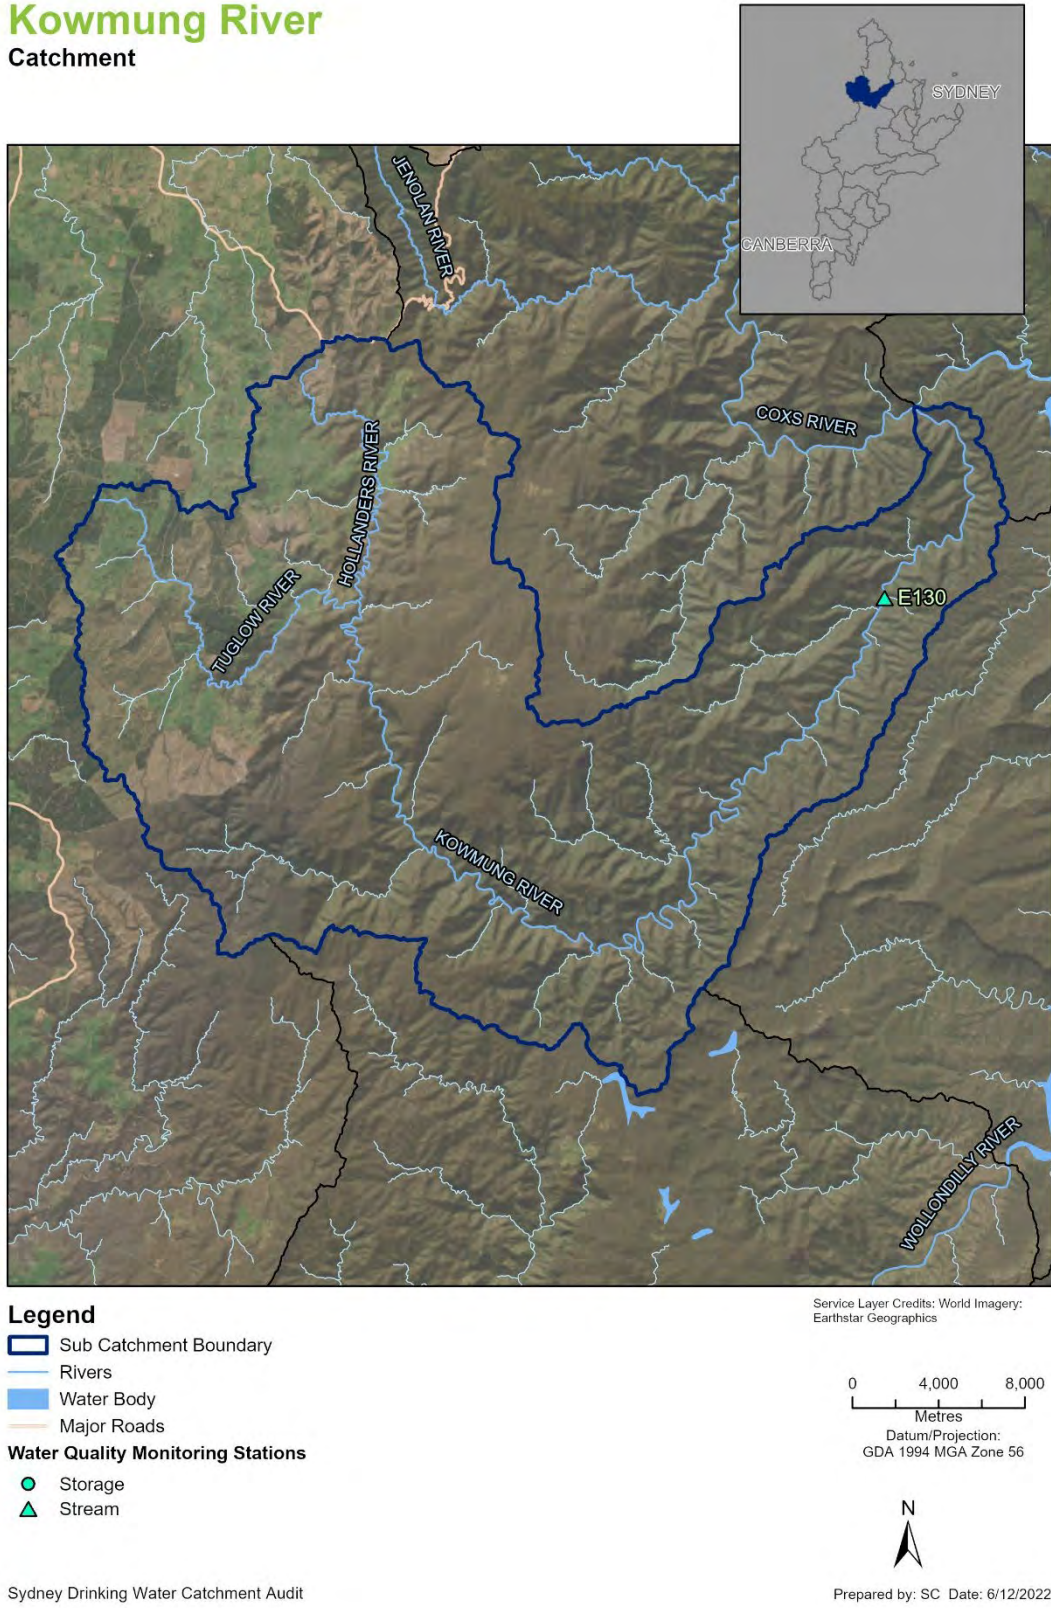 Kowmung River
Catchment
SYDNEY
CANBERRA
JENOLAN RIVER
COXS RIVER
HOLLANDERS RIVER
TUGLOW RIVER
E130
KOWMUNG RIVER
WOLLONDILLY RIVER
Legend
Sub Catchment Boundary
Rivers
Water Body
Major Roads
Water Quality Monitoring Stations
Storage
Stream
Service Layer Credits: World Imagery:
Earthstar Geographics
0 4,000 8,000
Metres
Datum/Projection:
GDA 1994 MGA Zone 56
N
Sydney Drinking Water Catchment Audit
Prepared by: SC Date: 6/12/2022